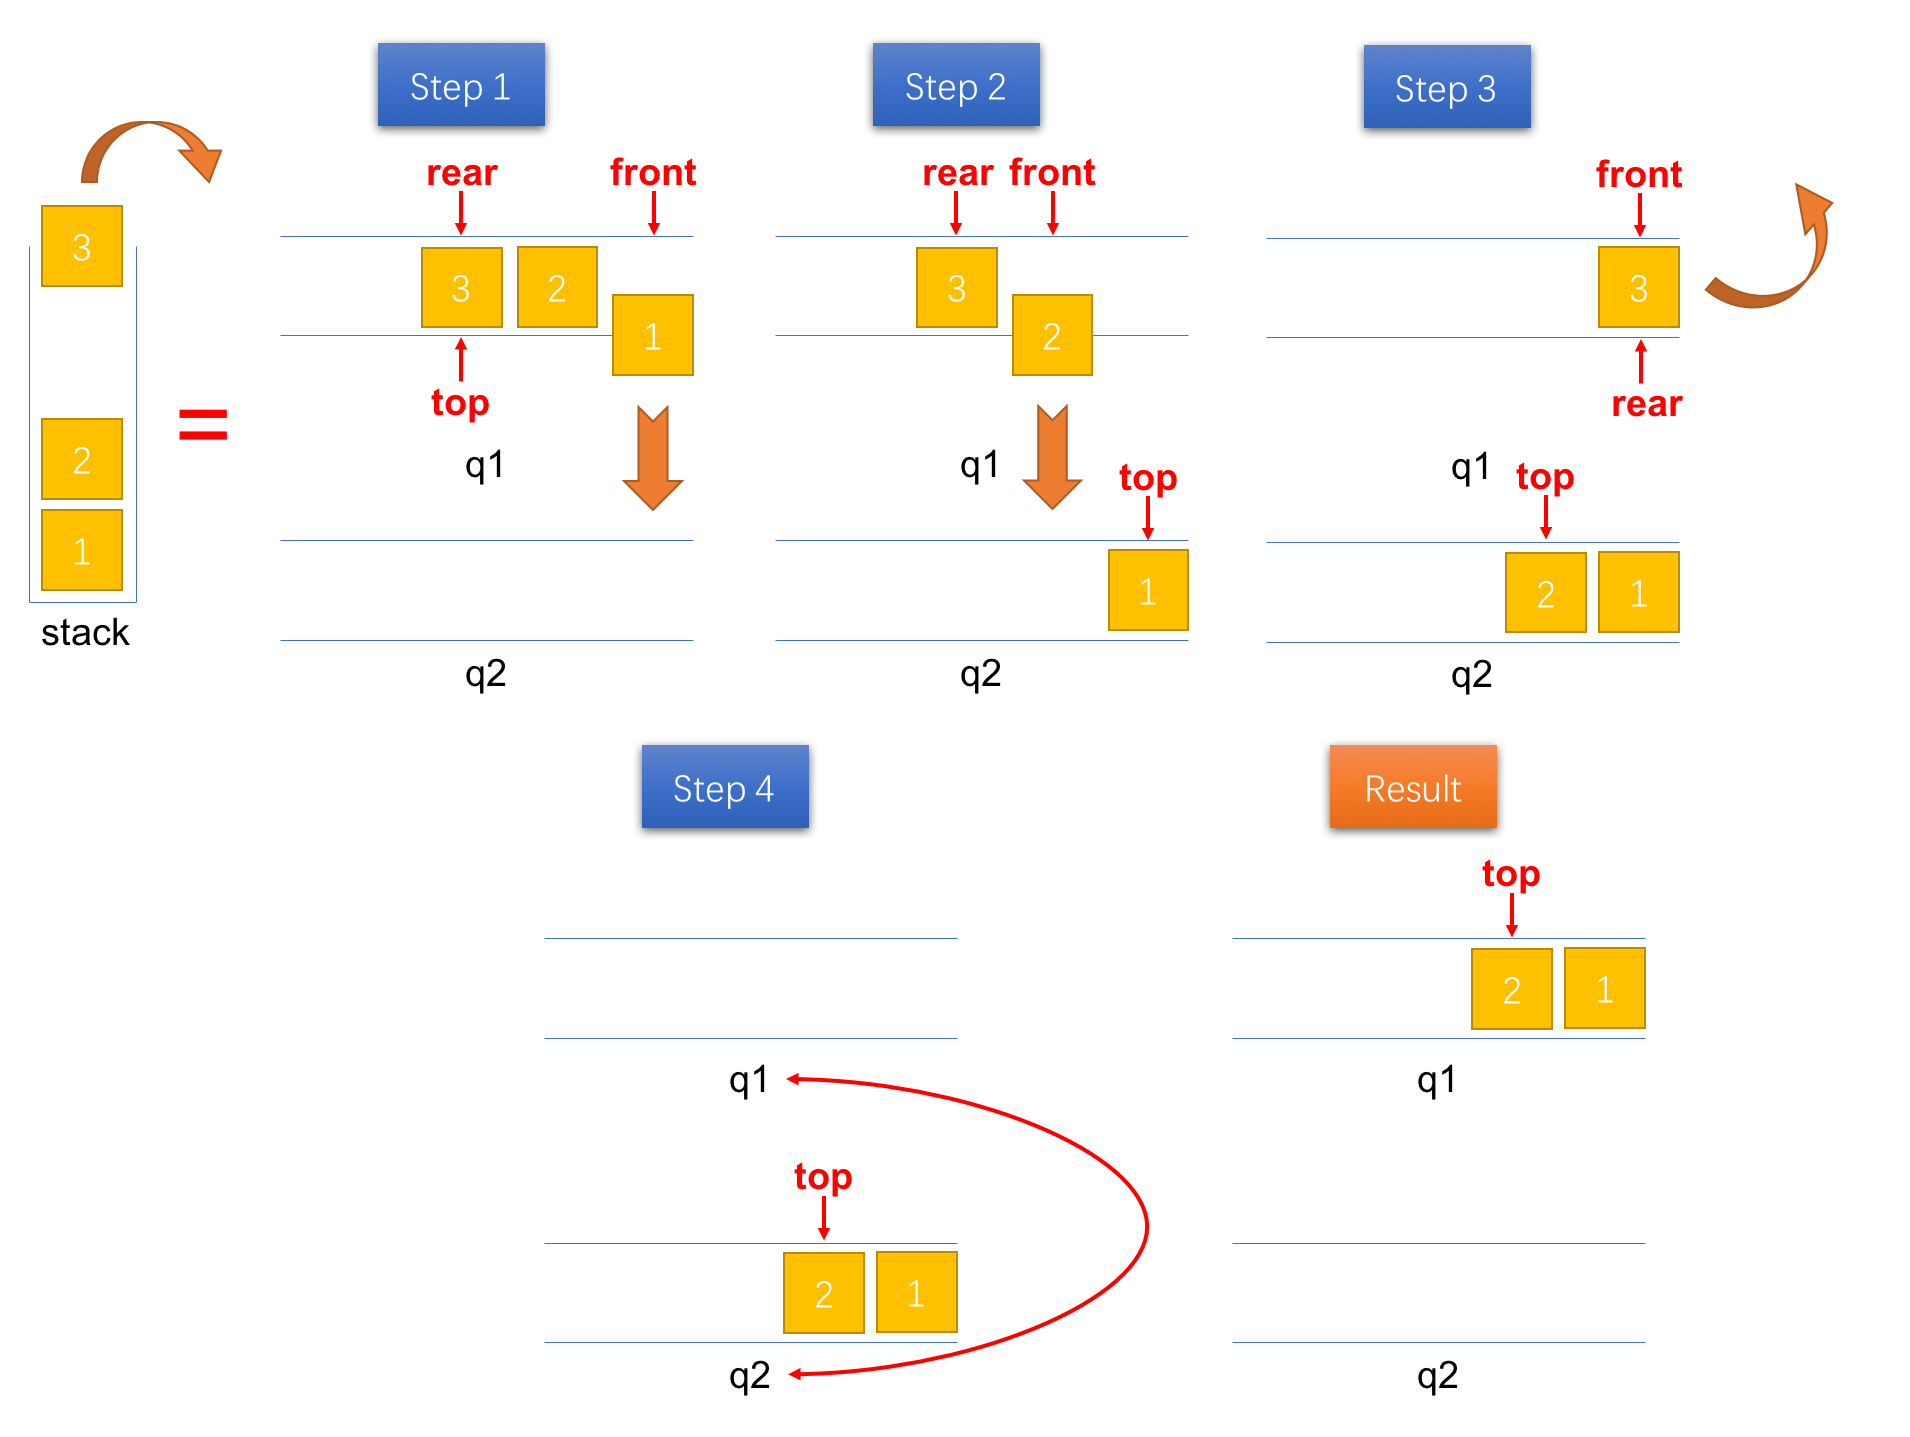 Step 1
Step 2
Step 3
rear front
rear front
front
3
3 2 1
3 2
3
top
rear
=
q1
q1
q1
top
top
2
1
1
2 1
stack
q2
q2
q2
Step 4
Result
top
2 1
q1
q1
top
2 1
q2
q2